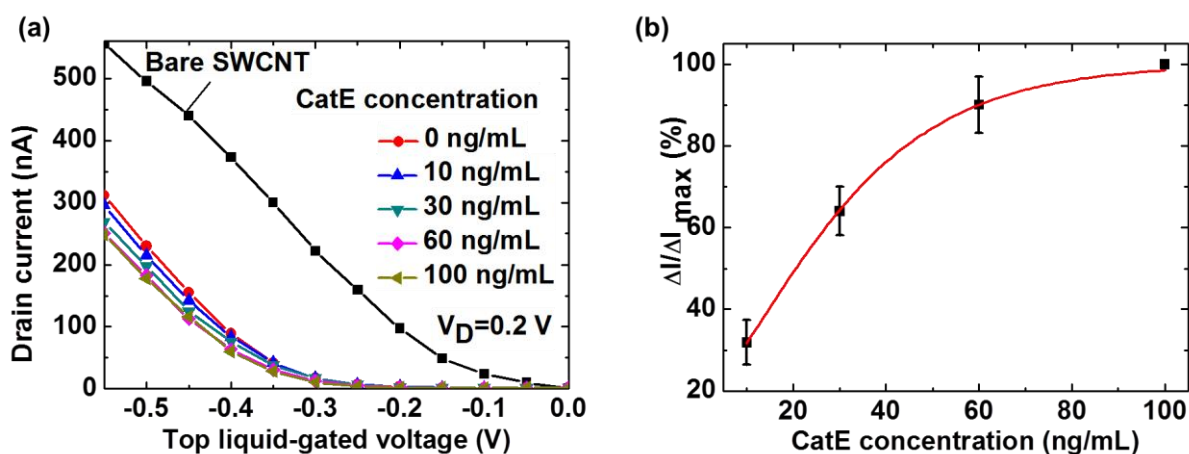 (a)
Bare SWCNT
CatE concentration
0 ng/mL
10 ng/mL
30 ng/mL
60 ng/mL
100 ng/mL
V_D=0.2 V
Drain current (nA)
500
400
300
200
100
0
-0.5 -0.4 -0.3 -0.2 -0.1 0.0
Top liquid-gated voltage (V)
(b)
ΔI/ΔI_max (%)
100
80
60
40
20
20 40 60 80 100
CatE concentration (ng/mL)